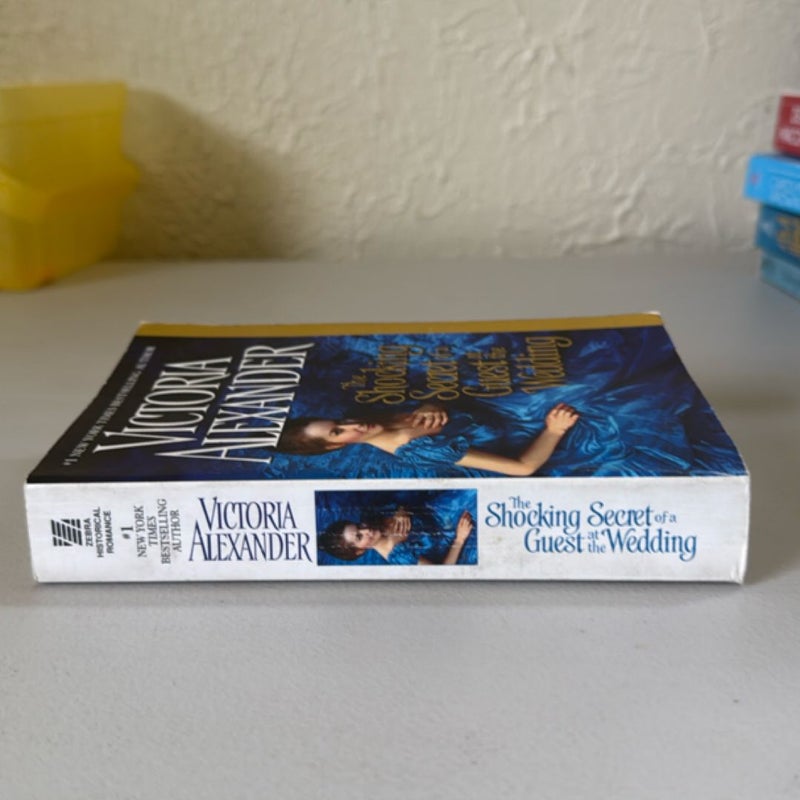 #1 NEW YORK TIMES BESTSELLING AUTHOR
VICTORIA
ALEXANDER
The
Shocking
Secret of a
Guest at the
Wedding
ZEBRA
HISTORICAL
ROMANCE
#1
NEW YORK
TIMES
BESTSELLING
AUTHOR
VICTORIA
ALEXANDER
The
Shocking Secret of a
Guest at the Wedding